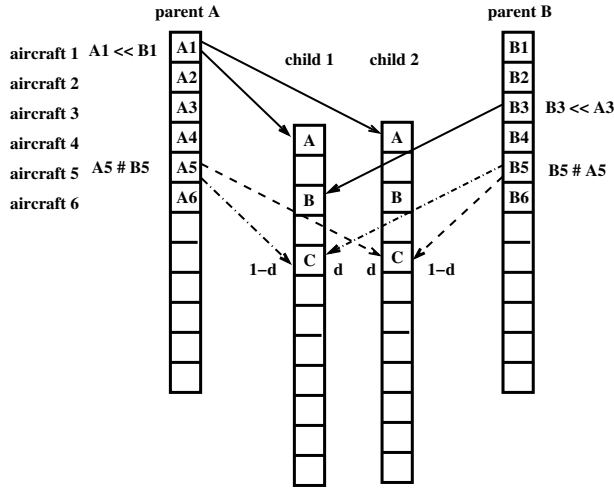 parent A
parent B
child 1
child 2
aircraft 1 A1 << B1
aircraft 2
aircraft 3
aircraft 4
aircraft 5 A5 # B5
aircraft 6
A1
A2
A3
A4
A5
A6
A
B
C
A
B
C
B1
B2
B3
B4
B5
B6
B3 << A3
B5 # A5
1-d
d
d
1-d